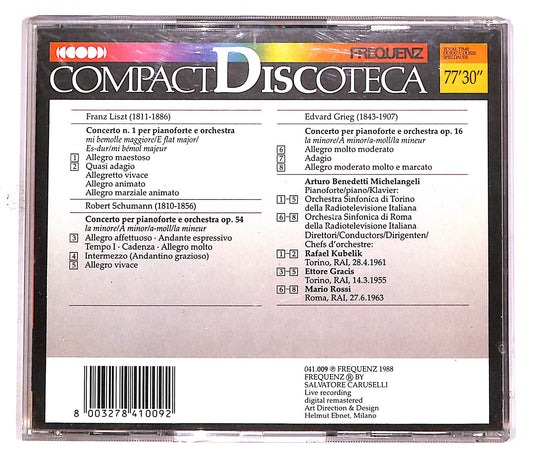 FREQUENZ
COMPACT DISCOTECA
TOTAL TIME
77'30"
Franz Liszt (1811-1886)
Concerto n. 1 per pianoforte e orchestra
mi bemolle maggiore/E flat major/
Es-dur/mi bémol majeur
1 Allegro maestoso
2 Quasi adagio
Allegretto vivace
Allegro animato
Allegro marziale animato
Robert Schumann (1810-1856)
Concerto per pianoforte e orchestra op. 54
la minore/A minor/a-moll/la mineur
3 Allegro affettuoso · Andante espressivo
Tempo I · Cadenza · Allegro molto
4 Intermezzo (Andantino grazioso)
5 Allegro vivace
Edvard Grieg (1843-1907)
Concerto per pianoforte e orchestra op. 16
la minore/A minor/a-moll/la mineur
6 Allegro molto moderato
7 Adagio
8 Allegro moderato molto e marcato
Arturo Benedetti Michelangeli
Pianoforte/piano/Klavier:
1-5 Orchestra Sinfonica di Torino
della Radiotelevisione Italiana
6-8 Orchestra Sinfonica di Roma
della Radiotelevisione Italiana
Direttori/Conductors/Dirigenten/
Chefs d'orchestre:
1-2 Rafael Kubelik
Torino, RAI, 28.4.1961
3-5 Ettore Gracis
Torino, RAI, 14.3.1955
6-8 Mario Rossi
Roma, RAI, 27.6.1963
041.009 ℗ FREQUENZ 1988
FREQUENZ ® BY
SALVATORE CARUSELLI
Live recording
digital remastered
Art Direction & Design
Helmut Ebnet, Milano
8 003278 410092